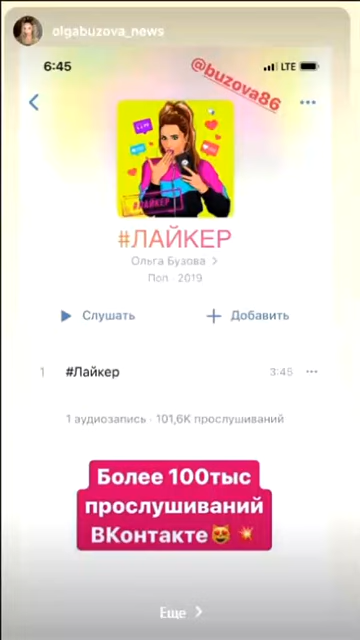 olgabuzova_news
6:45
LTE
@buzova86
#ЛАЙКЕР
#ЛАЙКЕР
Ольга Бузова
Поп · 2019
Слушать
Добавить
1 #Лайкер 3:45
1 аудиозапись · 101,6К прослушиваний
Более 100тыс
прослушиваний
ВКонтакте😻💥
Еще